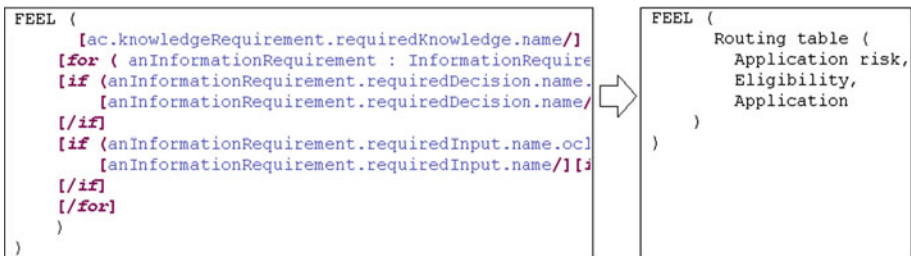 FEEL (
[ac.knowledgeRequirement.requiredKnowledge.name/]
[for ( anInformationRequirement : InformationRequire
[if (anInformationRequirement.requiredDecision.name.
[anInformationRequirement.requiredDecision.name/
[/if]
[if (anInformationRequirement.requiredInput.name.ocl
[anInformationRequirement.requiredInput.name/][i
[/if]
[/for]
)
)
FEEL (
Routing table (
Application risk,
Eligibility,
Application
)
)